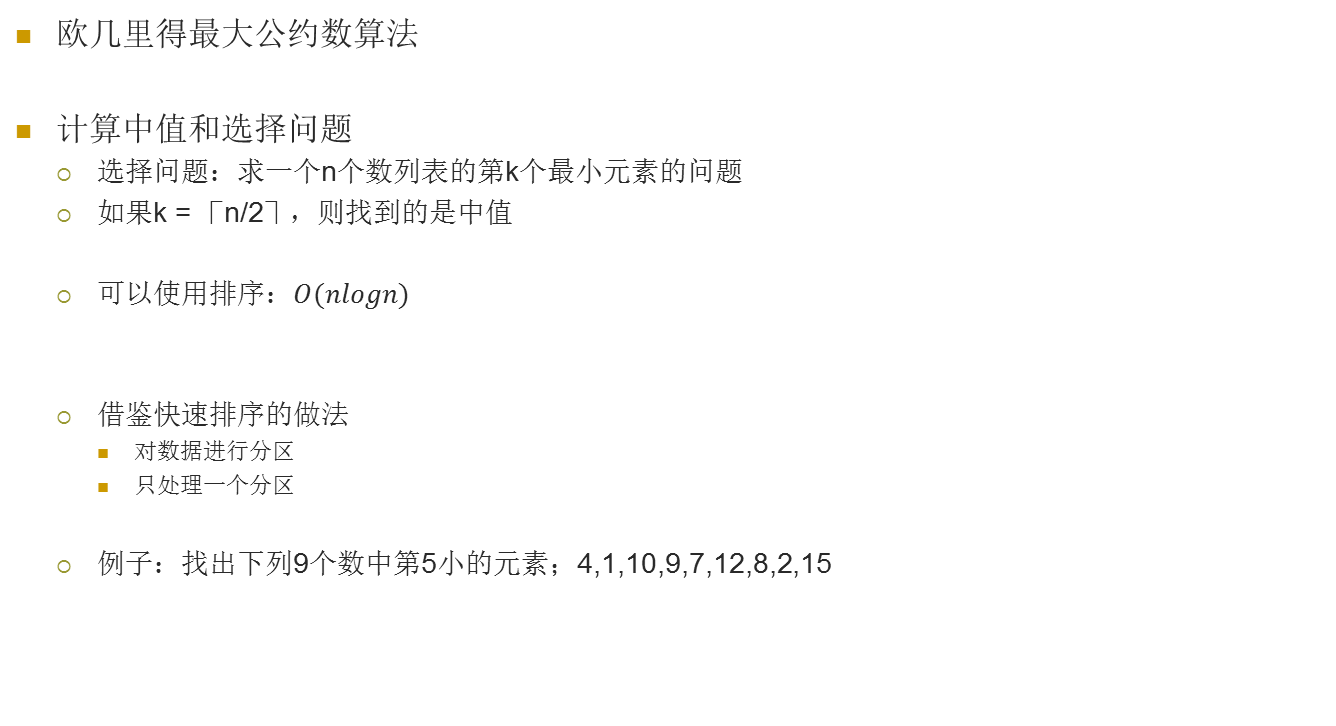 欧几里得最大公约数算法
计算中值和选择问题
选择问题：求一个n个数列表的第k个最小元素的问题
如果k =「n/2ㄱ，则找到的是中值
可以使用排序：O(nlogn)
借鉴快速排序的做法
对数据进行分区
只处理一个分区
例子：找出下列9个数中第5小的元素；4,1,10,9,7,12,8,2,15